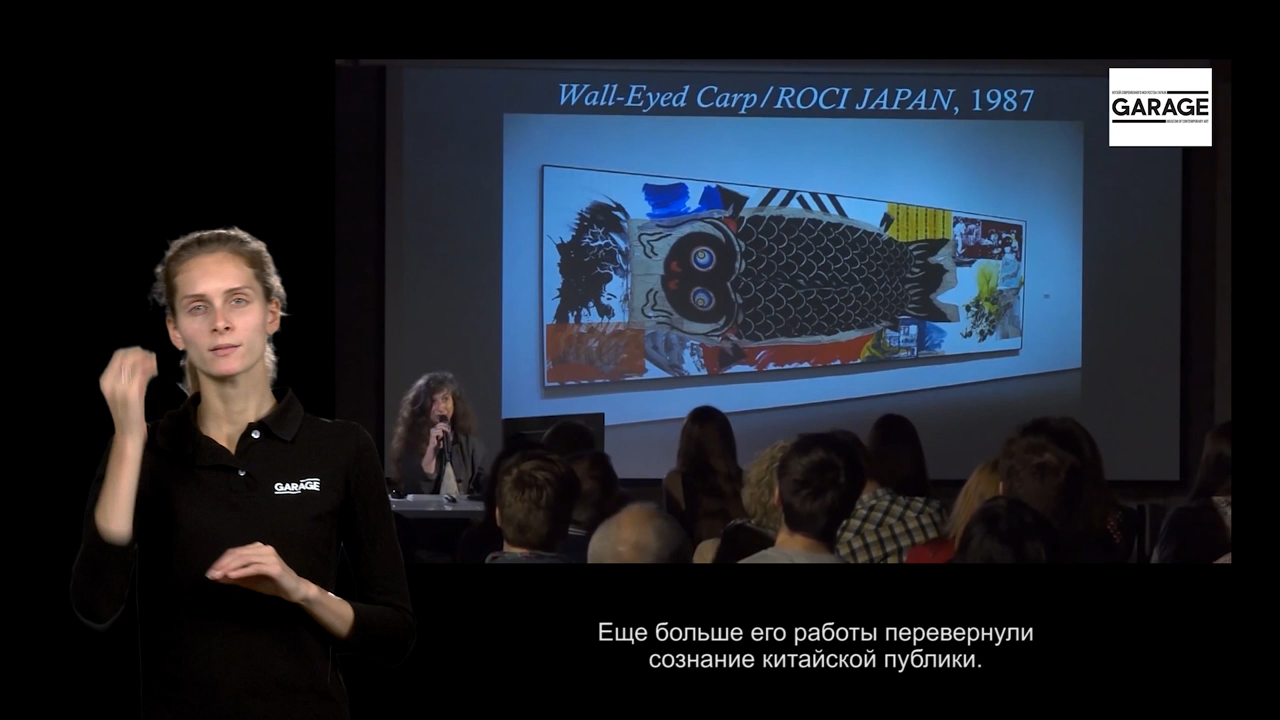 Wall-Eyed Carp/ROCI JAPAN, 1987
GARAGE
GARAGE
Еще больше его работы перевернули
сознание китайской публики.